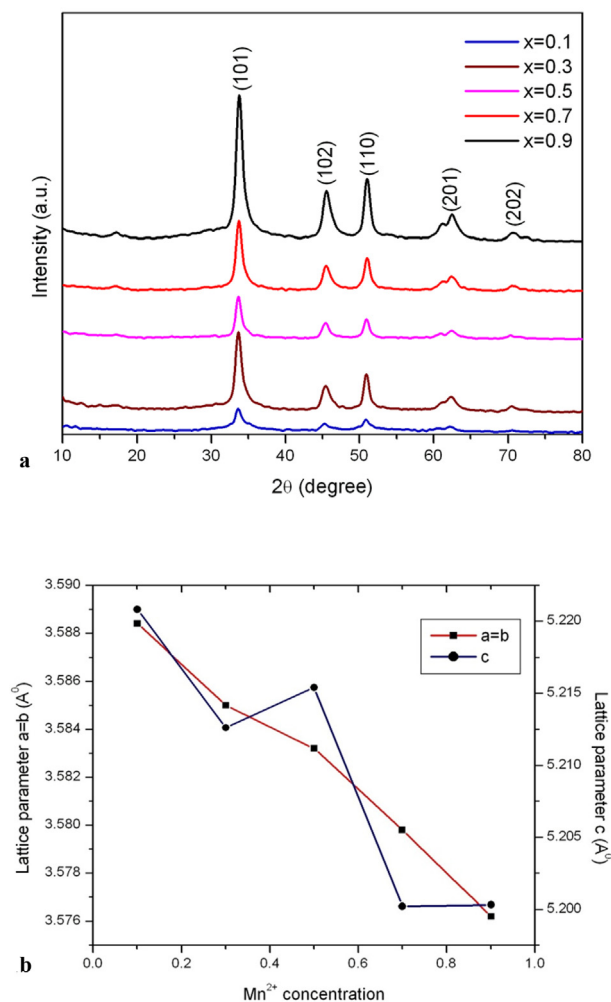 x=0.1
x=0.3
x=0.5
x=0.7
x=0.9
(101)
(102)
(110)
(201)
(202)
Intensity (a.u.)
10 20 30 40 50 60 70 80
2θ (degree)
a
3.590
3.588
3.586
3.584
3.582
3.580
3.578
3.576
Lattice parameter a=b (A⁰)
a=b
c
5.220
5.215
5.210
5.205
5.200
Lattice parameter c (A⁰)
0.0 0.2 0.4 0.6 0.8 1.0
Mn²⁺ concentration
b